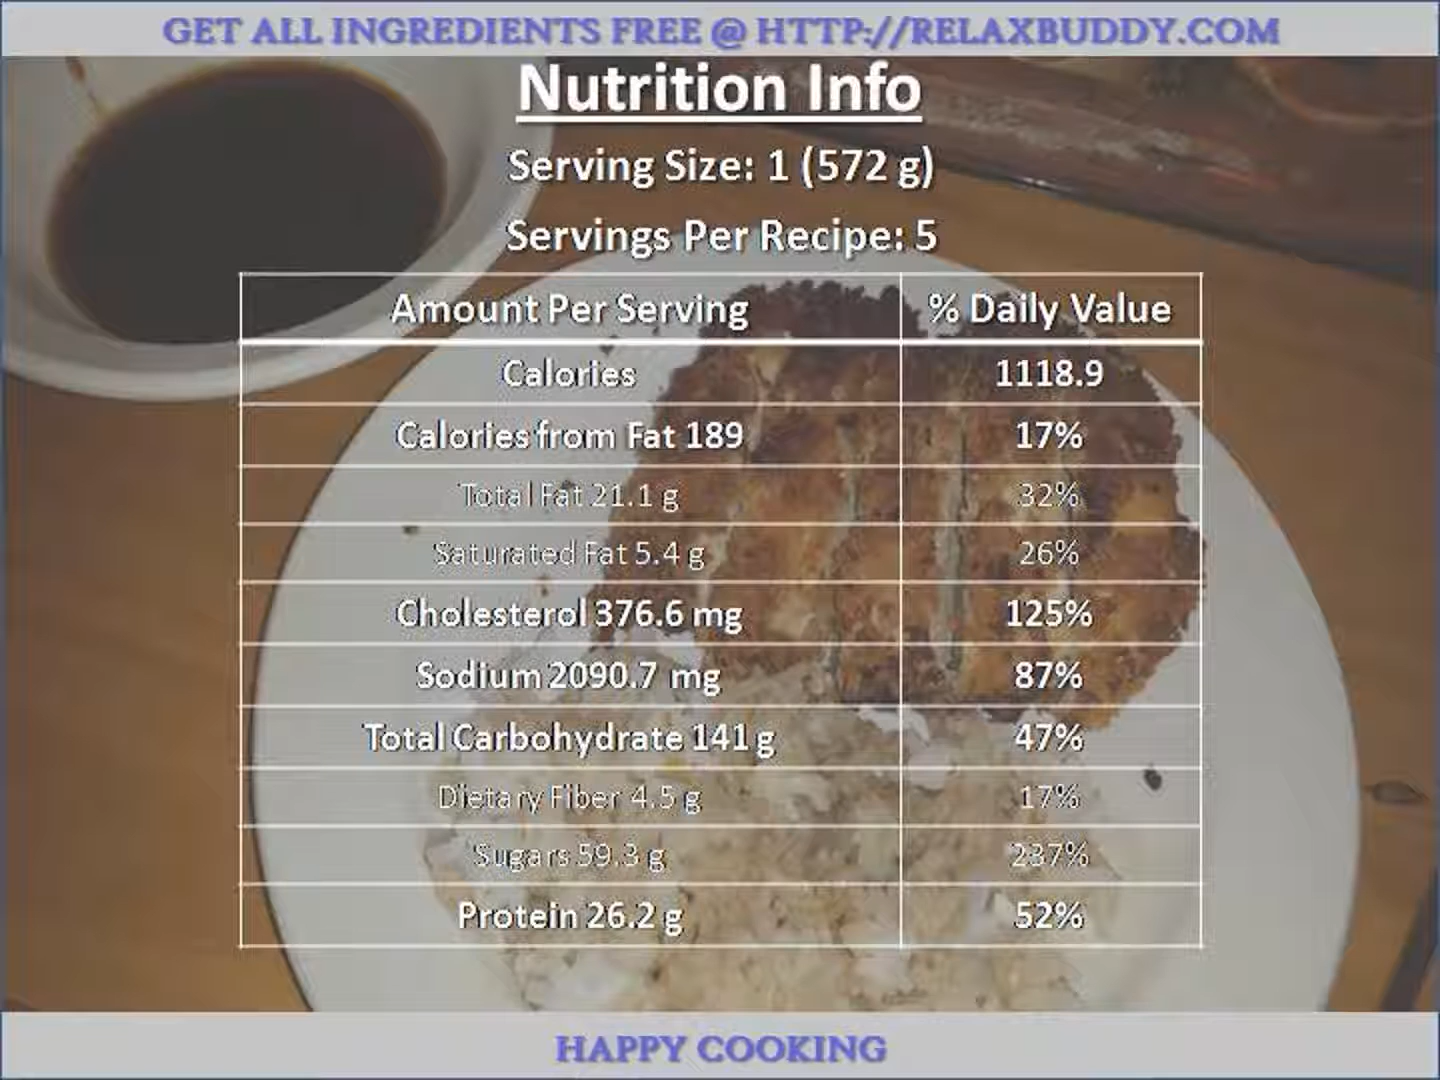 GET ALL INGREDIENTS FREE @ HTTP://RELAXBUDDY.COM
Nutrition Info
Serving Size: 1 (572 g)
Servings Per Recipe: 5
Amount Per Serving % Daily Value
Calories 1118.9
Calories from Fat 189 17%
Total Fat 21.1 g 32%
Saturated Fat 5.4 g 26%
Cholesterol 376.6 mg 125%
Sodium 2090.7 mg 87%
Total Carbohydrate 141 g 47%
Dietary Fiber 4.5 g 17%
Sugars 59.3 g 237%
Protein 26.2 g 52%
HAPPY COOKING